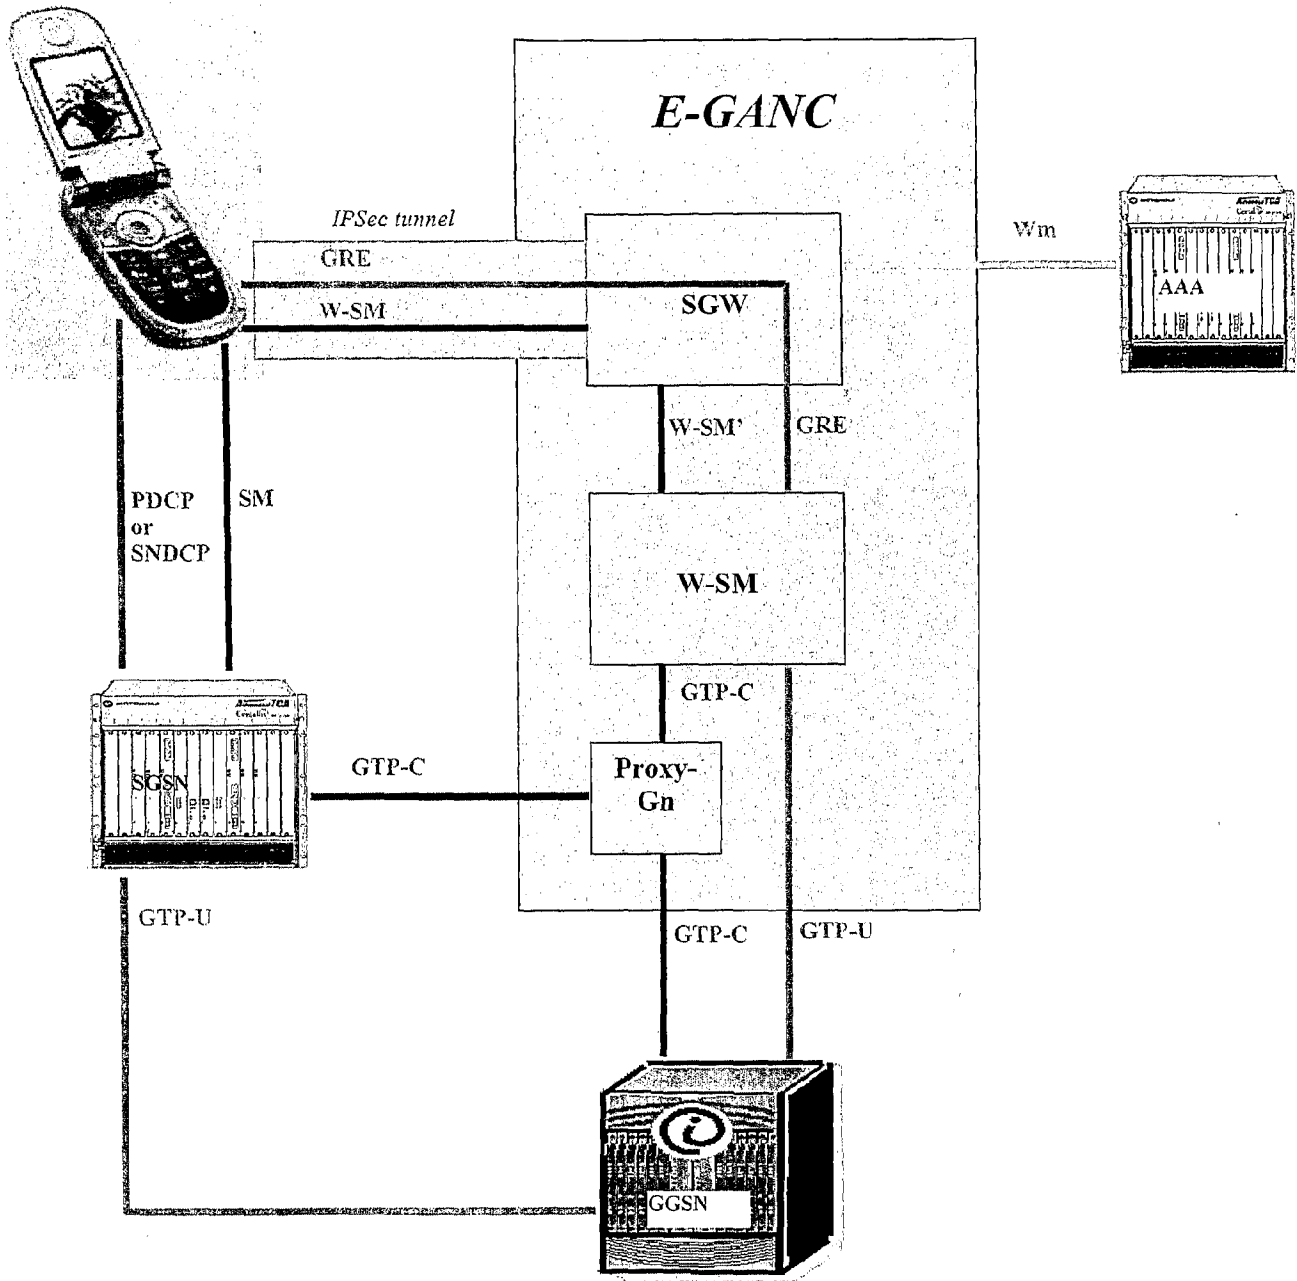 E-GANC
IPSec tunnel
GRE
W-SM
SGW
Wm
AAA
W-SM'
GRE
PDCP
or
SNDCP
SM
W-SM
GTP-C
SGSN
GTP-C
Proxy-
Gn
GTP-U
GTP-C
GTP-U
GGSN